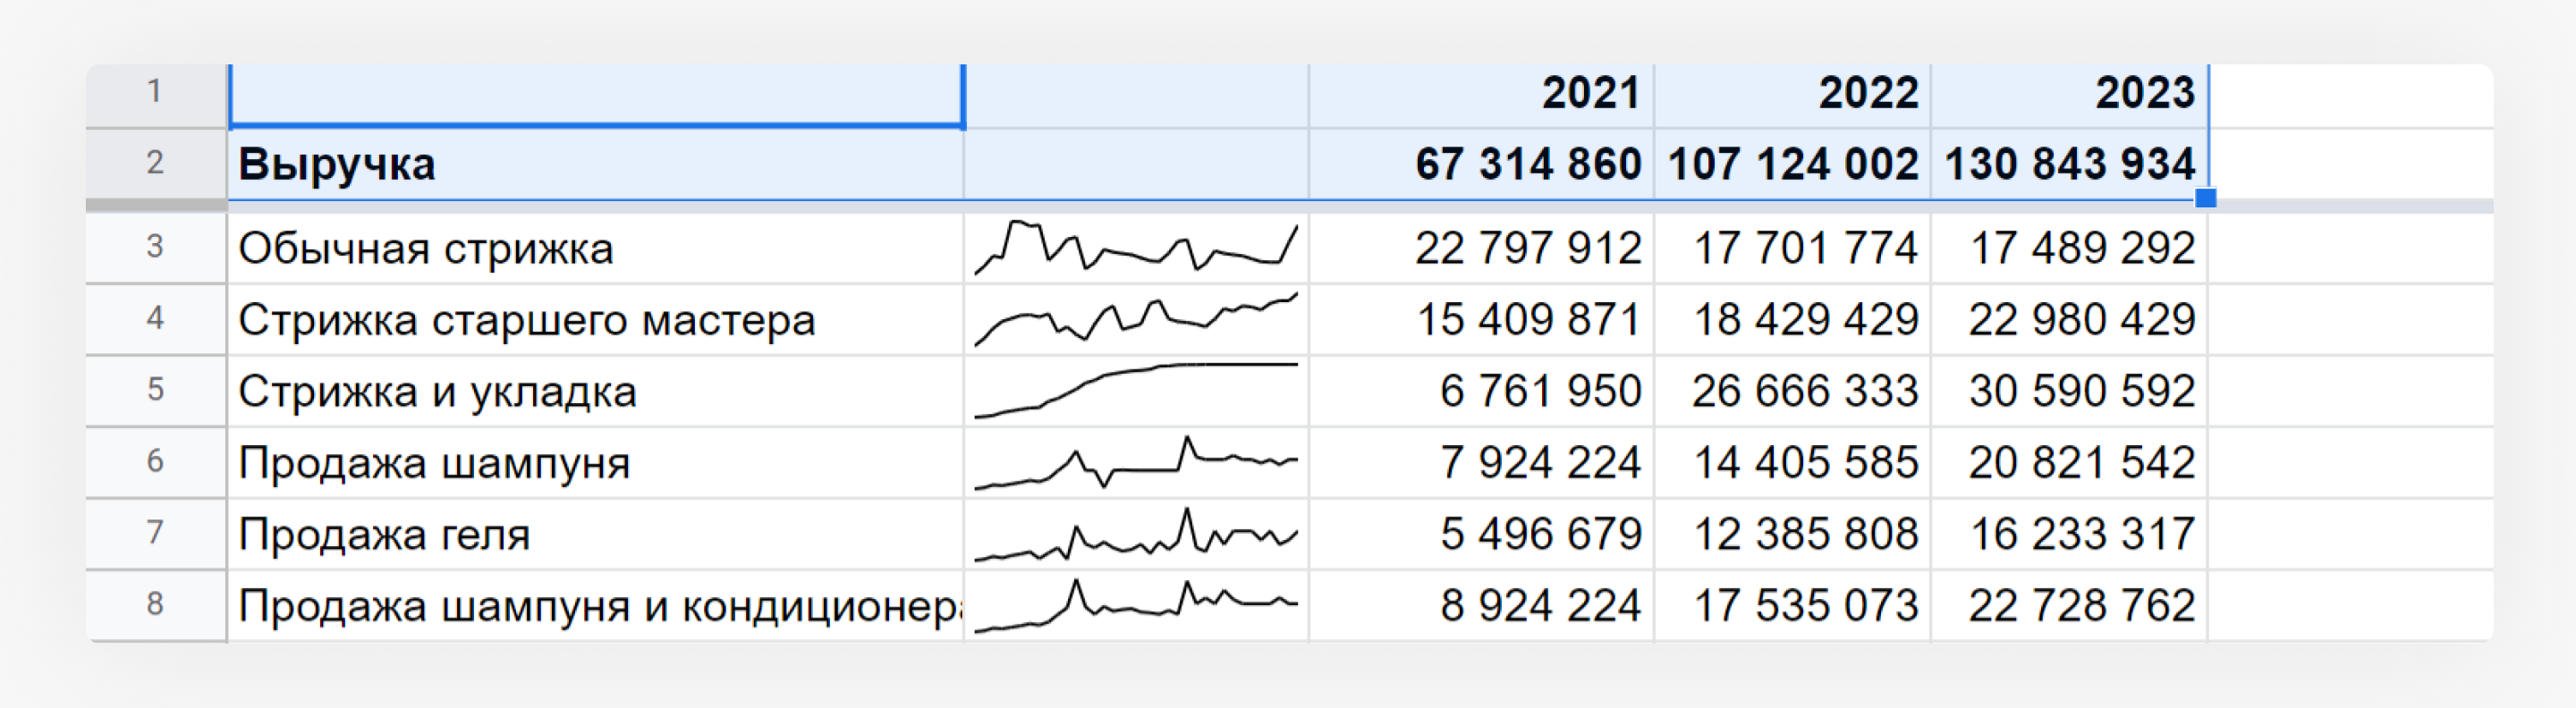 1 2021 2022 2023
2 Выручка 67 314 860 107 124 002 130 843 934
3 Обычная стрижка 22 797 912 17 701 774 17 489 292
4 Стрижка старшего мастера 15 409 871 18 429 429 22 980 429
5 Стрижка и укладка 6 761 950 26 666 333 30 590 592
6 Продажа шампуня 7 924 224 14 405 585 20 821 542
7 Продажа геля 5 496 679 12 385 808 16 233 317
8 Продажа шампуня и кондиционера 8 924 224 17 535 073 22 728 762